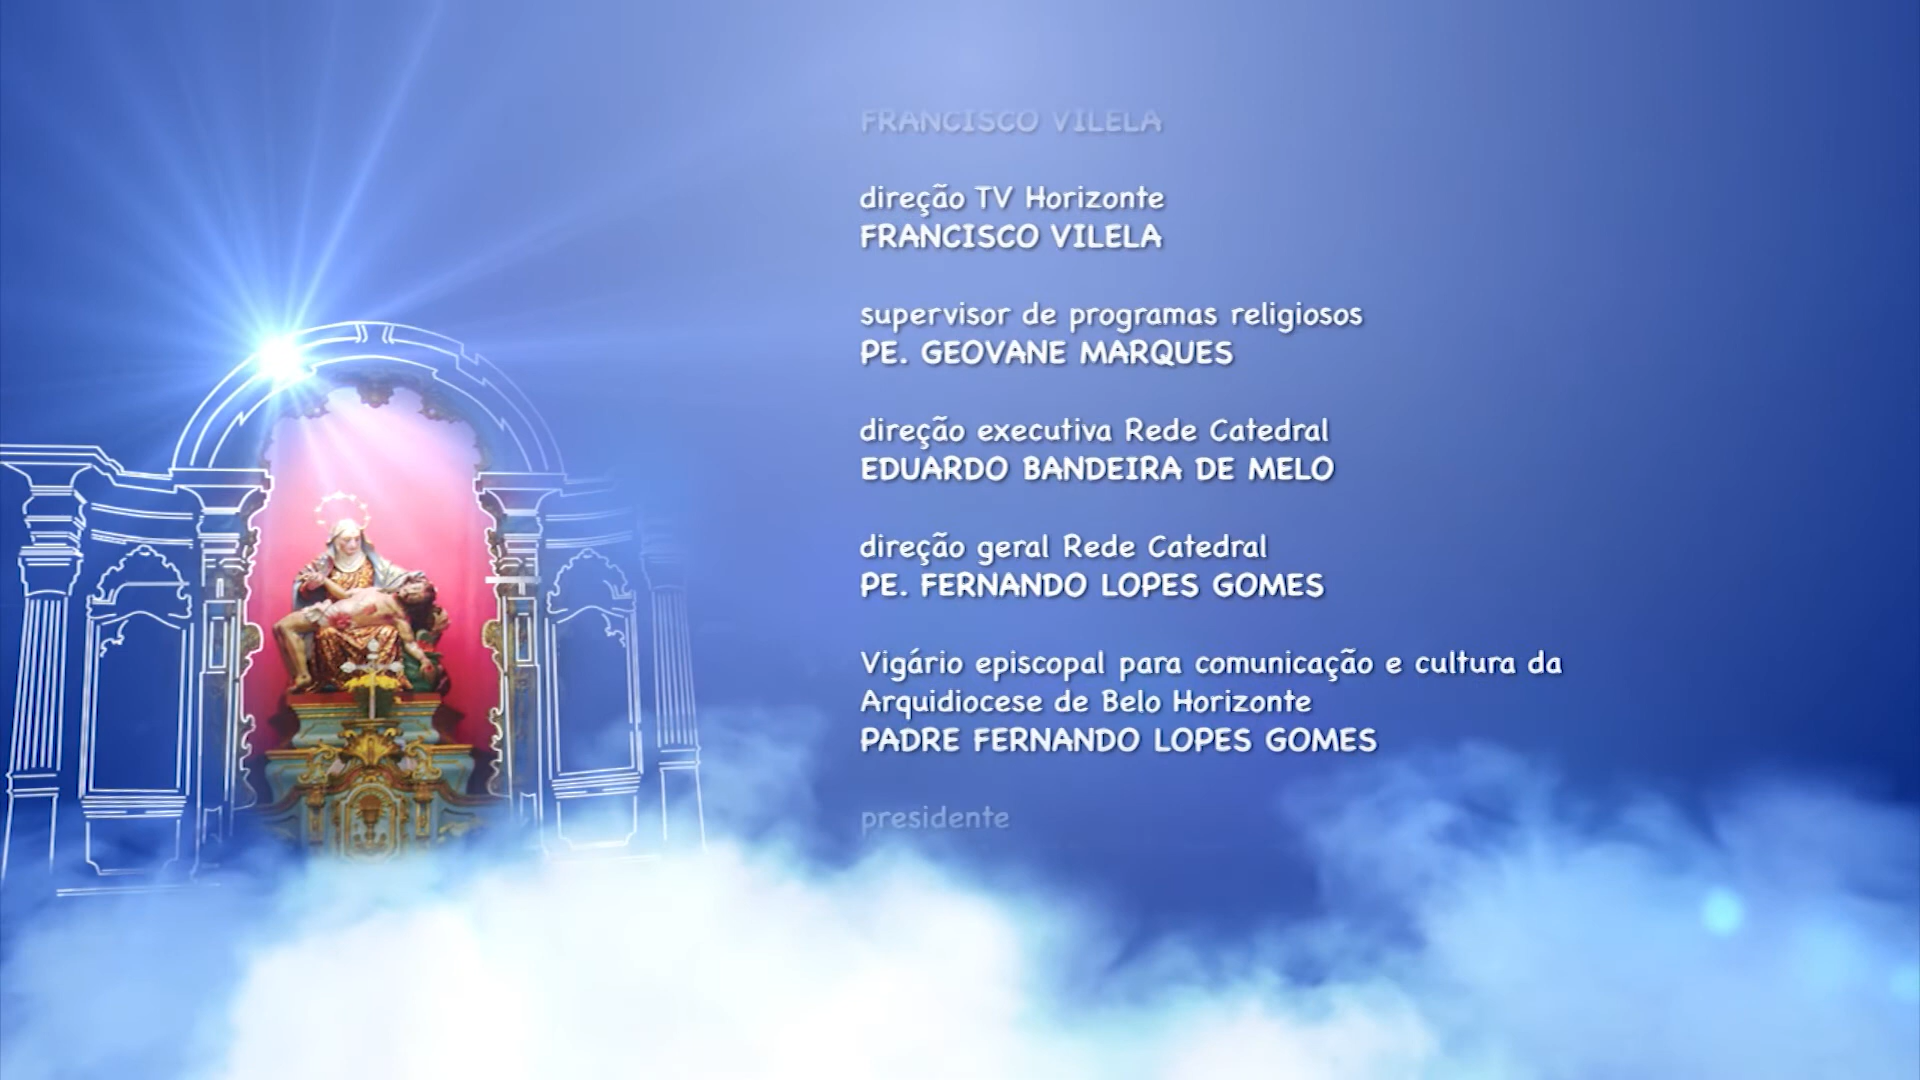 FRANCISCO VILELA
direção TV Horizonte
FRANCISCO VILELA
supervisor de programas religiosos
PE. GEOVANE MARQUES
direção executiva Rede Catedral
EDUARDO BANDEIRA DE MELO
direção geral Rede Catedral
PE. FERNANDO LOPES GOMES
Vigário episcopal para comunicação e cultura da
Arquidiocese de Belo Horizonte
PADRE FERNANDO LOPES GOMES
presidente